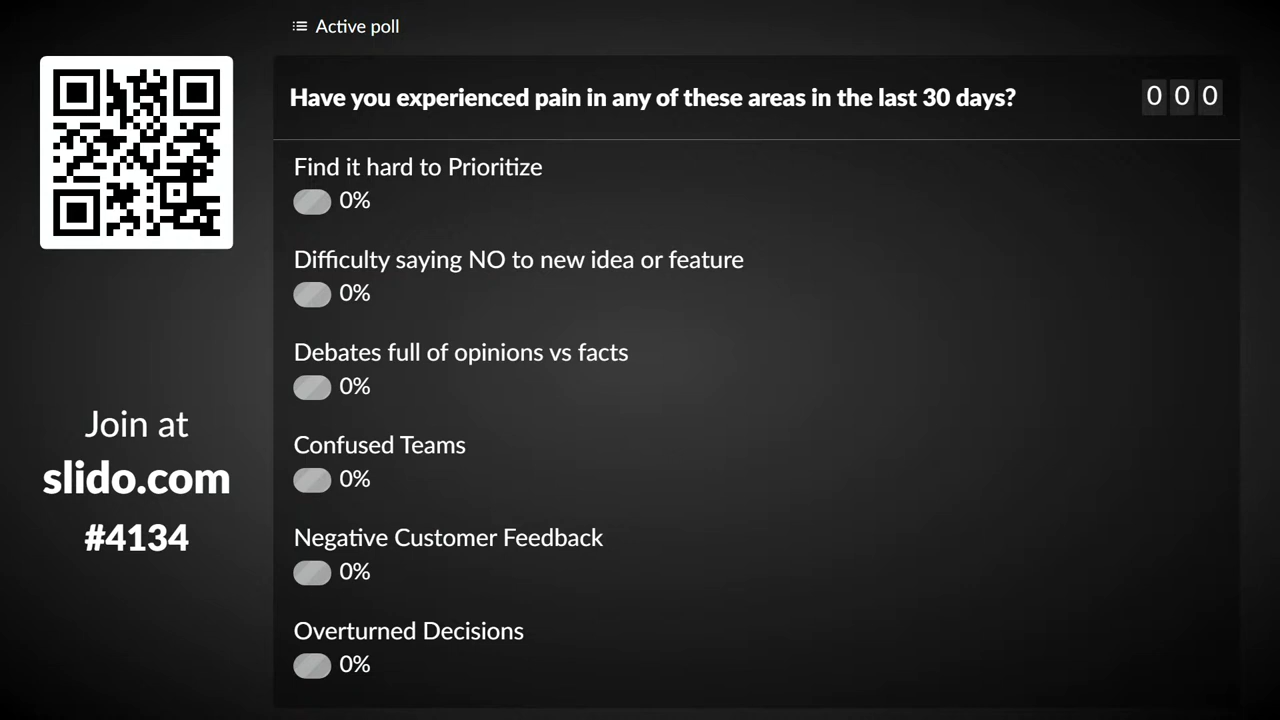 Active poll
Have you experienced pain in any of these areas in the last 30 days?
0 0 0
Find it hard to Prioritize
0%
Difficulty saying NO to new idea or feature
0%
Debates full of opinions vs facts
0%
Confused Teams
0%
Negative Customer Feedback
0%
Overturned Decisions
0%
Join at
slido.com
#4134